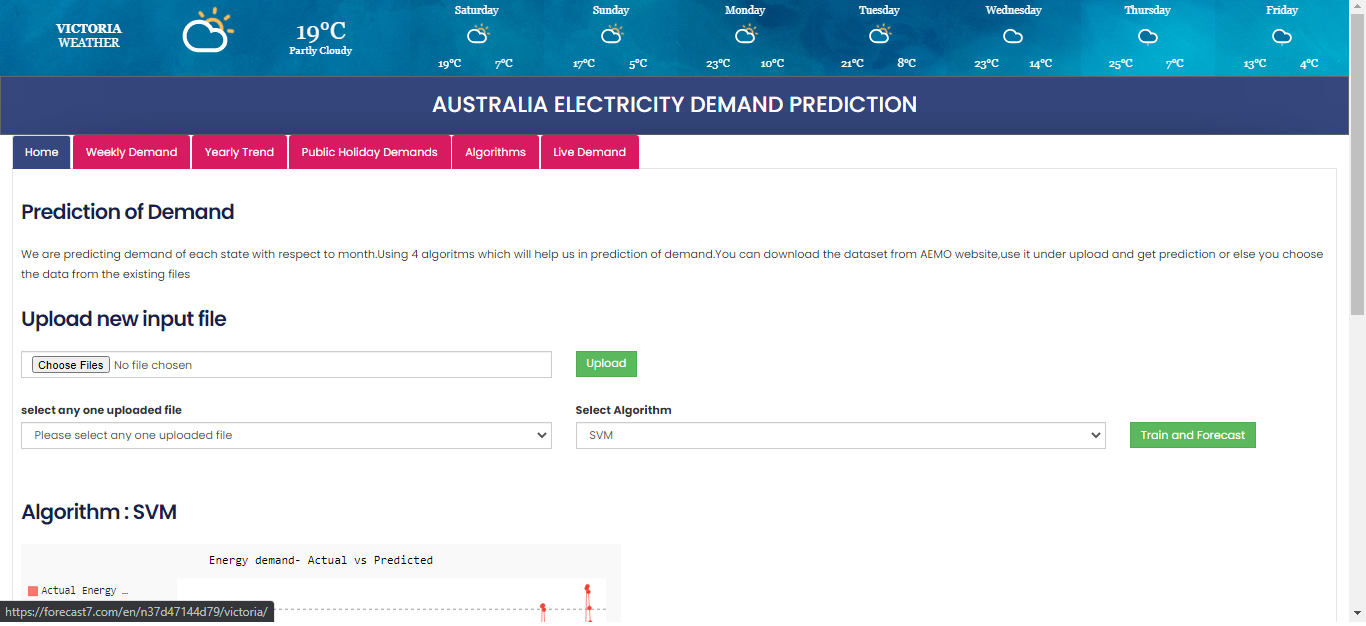 VICTORIA
WEATHER
19°C
Partly Cloudy
Saturday
19°C 7°C
Sunday
17°C 5°C
Monday
23°C 10°C
Tuesday
21°C 8°C
Wednesday
23°C 14°C
Thursday
25°C 7°C
Friday
13°C 4°C
AUSTRALIA ELECTRICITY DEMAND PREDICTION
Home Weekly Demand Yearly Trend Public Holiday Demands Algorithms Live Demand
Prediction of Demand
We are predicting demand of each state with respect to month.Using 4 algoritms which will help us in prediction of demand.You can download the dataset from AEMO website,use it under upload and get prediction or else you choose
the data from the existing files
Upload new input file
Choose Files No file chosen Upload
select any one uploaded file Select Algorithm
Please select any one uploaded file SVM Train and Forecast
Algorithm : SVM
Energy demand- Actual vs Predicted
Actual Energy …
https://forecast7.com/en/n37d47144d79/victoria/